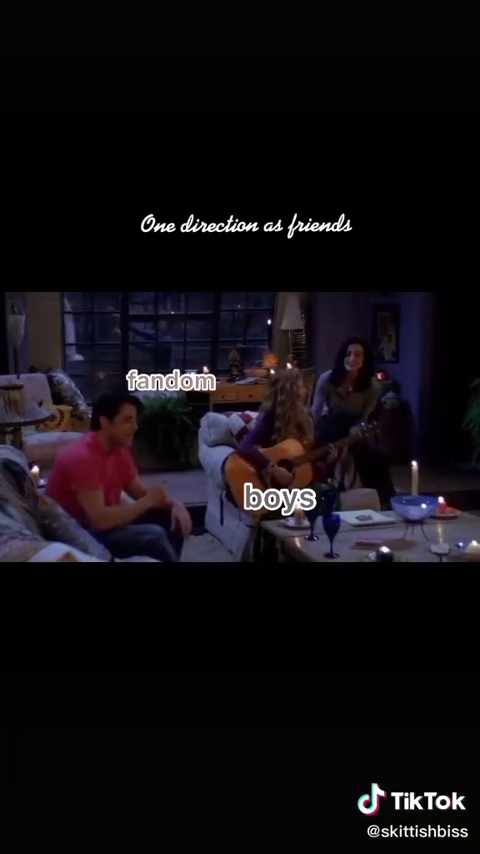 One direction as friends
fandom
boys
TikTok
@skittishbiss